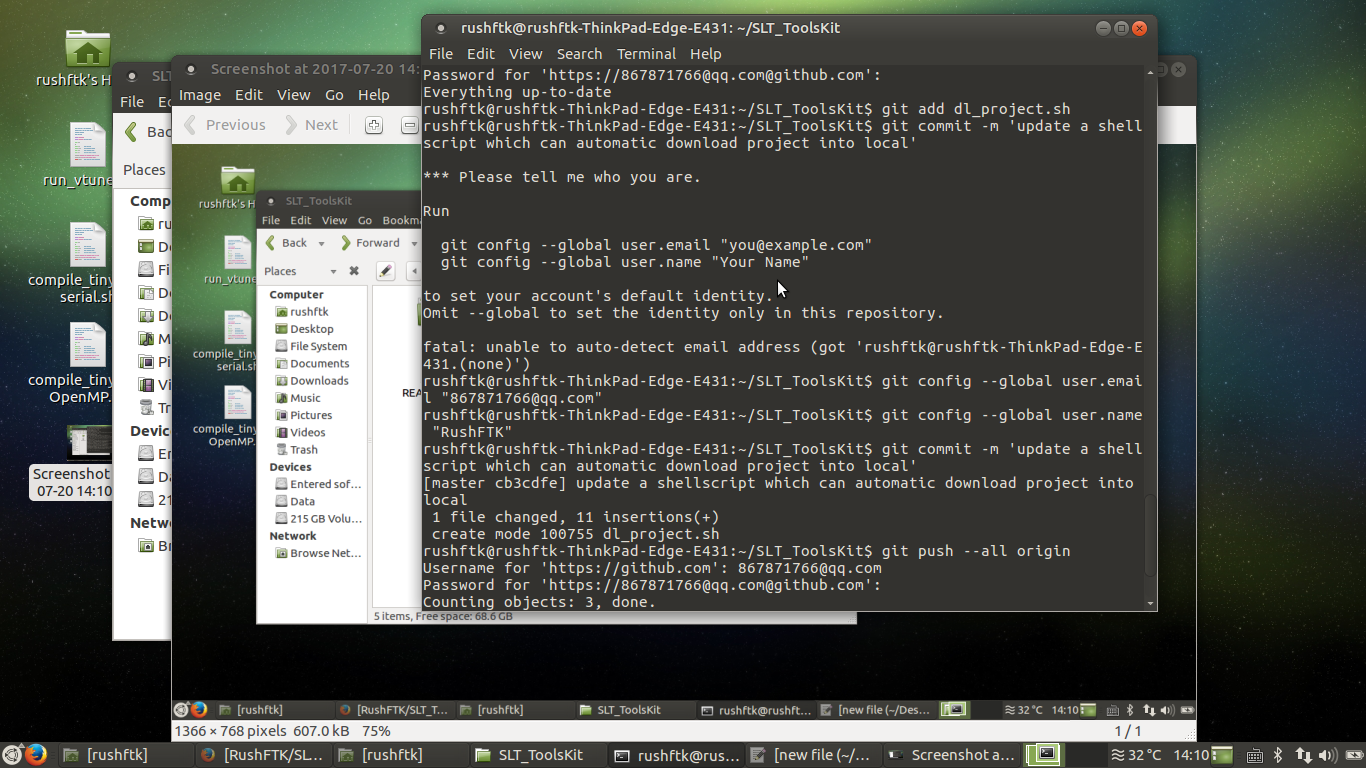 rushftk@rushftk-ThinkPad-Edge-E431: ~/SLT_ToolsKit
File Edit View Search Terminal Help
Password for 'https://867871766@qq.com@github.com':
Everything up-to-date
rushftk@rushftk-ThinkPad-Edge-E431:~/SLT_ToolsKit$ git add dl_project.sh
rushftk@rushftk-ThinkPad-Edge-E431:~/SLT_ToolsKit$ git commit -m 'update a shell
script which can automatic download project into local'
*** Please tell me who you are.
Run
git config --global user.email "you@example.com"
git config --global user.name "Your Name"
to set your account's default identity.
Omit --global to set the identity only in this repository.
fatal: unable to auto-detect email address (got 'rushftk@rushftk-ThinkPad-Edge-E
431.(none)')
rushftk@rushftk-ThinkPad-Edge-E431:~/SLT_ToolsKit$ git config --global user.emai
l "867871766@qq.com"
rushftk@rushftk-ThinkPad-Edge-E431:~/SLT_ToolsKit$ git config --global user.name
"RushFTK"
rushftk@rushftk-ThinkPad-Edge-E431:~/SLT_ToolsKit$ git commit -m 'update a shell
script which can automatic download project into local'
[master cb3cdfe] update a shellscript which can automatic download project into
local
1 file changed, 11 insertions(+)
create mode 100755 dl_project.sh
rushftk@rushftk-ThinkPad-Edge-E431:~/SLT_ToolsKit$ git push --all origin
Username for 'https://github.com': 867871766@qq.com
Password for 'https://867871766@qq.com@github.com':
Counting objects: 3, done.
Screenshot at 2017-07-20 14:
Image Edit View Go Help
Previous Next
rushftk's H
run_vtune
compile_tiny
serial.sh
compile_tiny
OpenMP.
SLT_ToolsKit
File Edit View Go Bookma
Back Forward
Places
Computer
rushftk
Desktop
File System
Documents
Downloads
Music
Pictures
Videos
Trash
Devices
Entered sof...
Data
215 GB Volu...
Network
Browse Net...
REA
5 items, Free space: 68.6 GB
[rushftk] [RushFTK/SLT_T... [rushftk] SLT_ToolsKit rushftk@rushft... [new file (~/Des... 32 °C 14:10
1366 × 768 pixels 607.0 kB 75% 1 / 1
SL
File Ed
Bac
Places
Comp
ru
De
Fi
De
Do
M
Pi
Vi
Tr
Devic
En
Da
21
Netw
Br
rushftk's H
run_vtune
compile_tiny
serial.sh
compile_tiny
OpenMP.
Screenshot
07-20 14:10
[rushftk] [RushFTK/SL... [rushftk] SLT_ToolsKit rushftk@rus... [new file (~/... Screenshot a... 32 °C 14:10